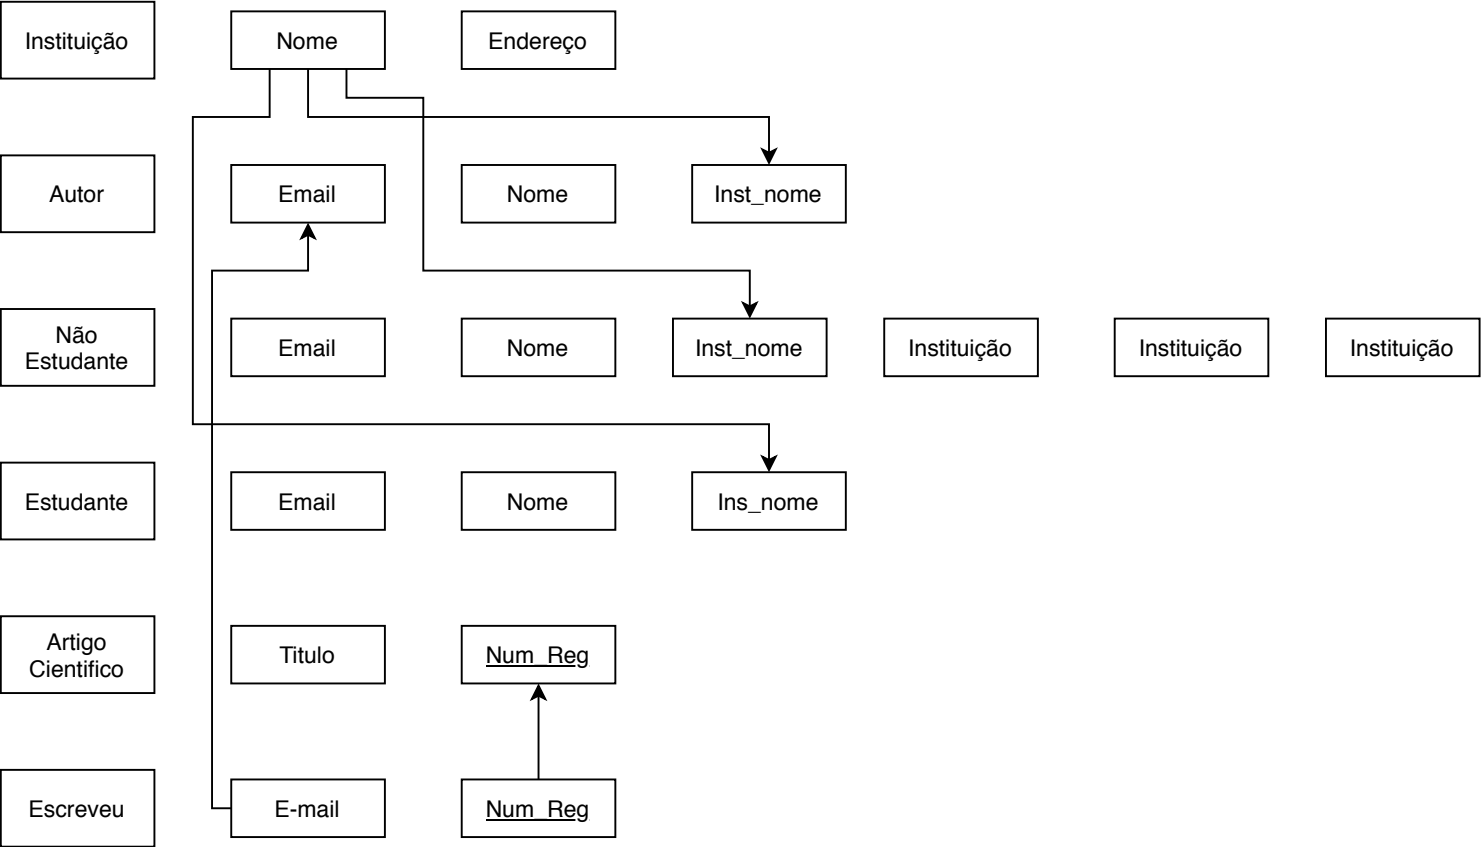 Instituição
Nome
Endereço
Autor
Email
Nome
Inst_nome
Não
Estudante
Email
Nome
Inst_nome
Instituição
Instituição
Instituição
Estudante
Email
Nome
Ins_nome
Artigo
Cientifico
Titulo
Num_Reg
Escreveu
E-mail
Num_Reg